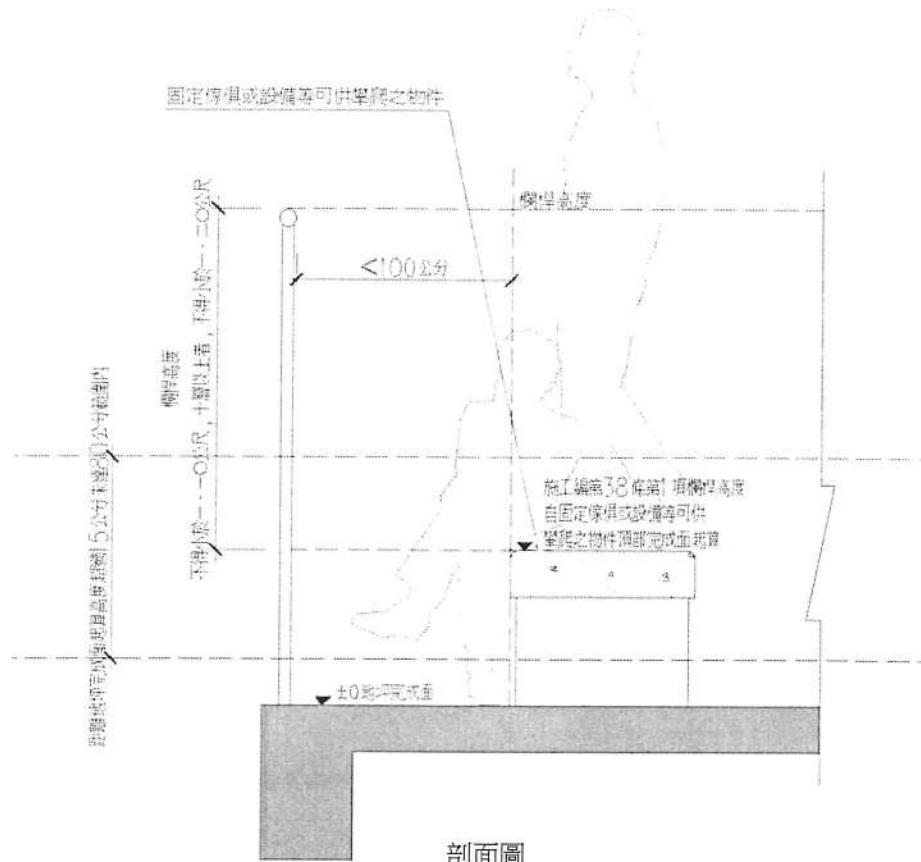 固定傢俱或設備等可供攀爬之物件
欄桿高度
<100公分
欄桿高度
不得小於一．一〇公尺，十層以上者，不得小於一．二〇公尺
施工編第38條第1項欄桿高度
自固定傢俱或設備等可供
攀爬之物件頂部完成面起算
±0地坪完成面
剖面圖